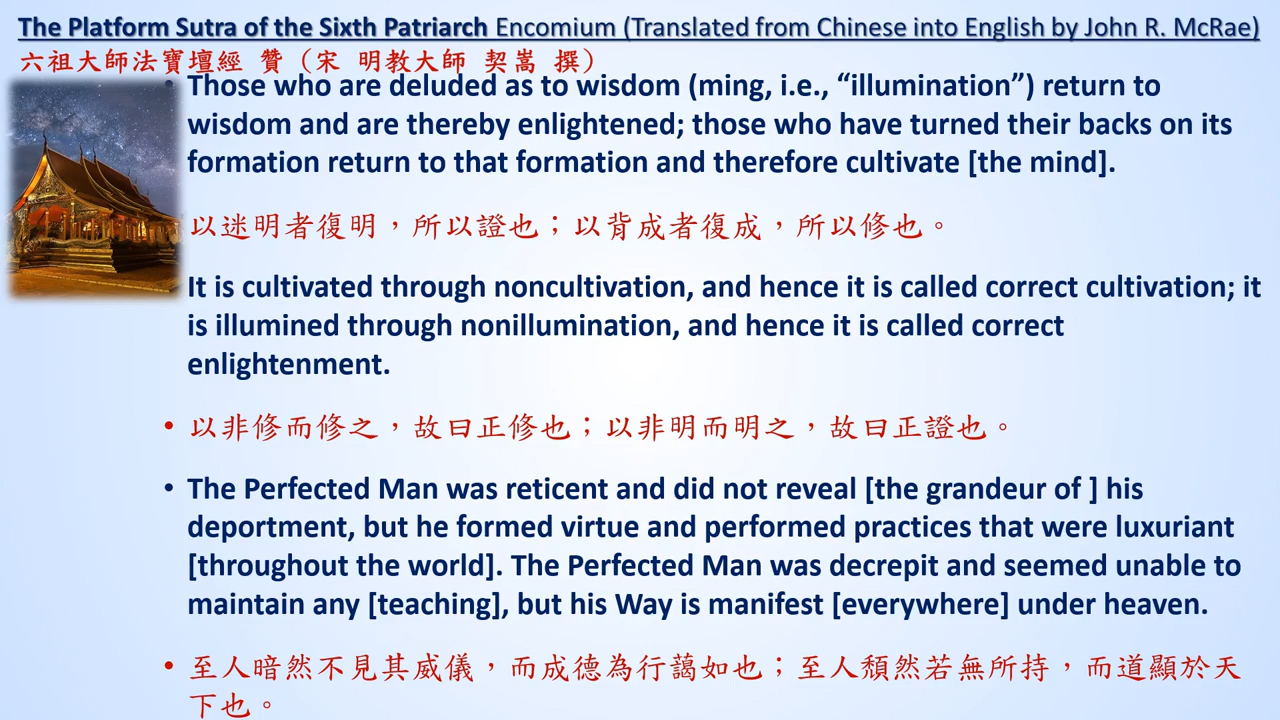 The Platform Sutra of the Sixth Patriarch Encomium (Translated from Chinese into English by John R. McRae)
六祖大師法寶壇經 贊 (宋 明教大師 契嵩 撰)
• Those who are deluded as to wisdom (ming, i.e., “illumination”) return to
wisdom and are thereby enlightened; those who have turned their backs on its
formation return to that formation and therefore cultivate [the mind].
以迷明者復明，所以證也；以背成者復成，所以修也。
It is cultivated through noncultivation, and hence it is called correct cultivation; it
is illumined through nonillumination, and hence it is called correct
enlightenment.
• 以非修而修之，故曰正修也；以非明而明之，故曰正證也。
• The Perfected Man was reticent and did not reveal [the grandeur of ] his
deportment, but he formed virtue and performed practices that were luxuriant
[throughout the world]. The Perfected Man was decrepit and seemed unable to
maintain any [teaching], but his Way is manifest [everywhere] under heaven.
• 至人暗然不見其威儀，而成德為行藹如也；至人頹然若無所持，而道顯於天
下也。